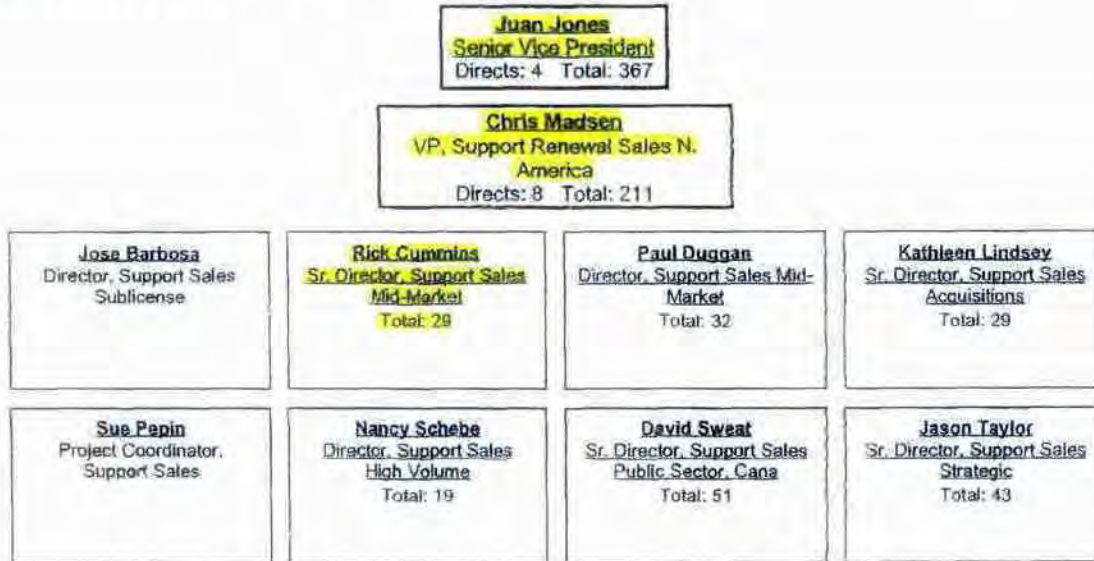 Juan Jones
Senior Vice President
Directs: 4 Total: 367
Chris Madsen
VP, Support Renewal Sales N.
America
Directs: 8 Total: 211
Jose Barbosa
Director, Support Sales
Sublicense
Rick Cummins
Sr. Director, Support Sales
Mid-Market
Total: 29
Paul Duggan
Director, Support Sales Mid-
Market
Total: 32
Kathleen Lindsey
Sr. Director, Support Sales
Acquisitions
Total: 29
Sue Pepin
Project Coordinator,
Support Sales
Nancy Schebe
Director, Support Sales
High Volume
Total: 19
David Sweat
Sr. Director, Support Sales
Public Sector, Cana
Total: 51
Jason Taylor
Sr. Director, Support Sales
Strategic
Total: 43